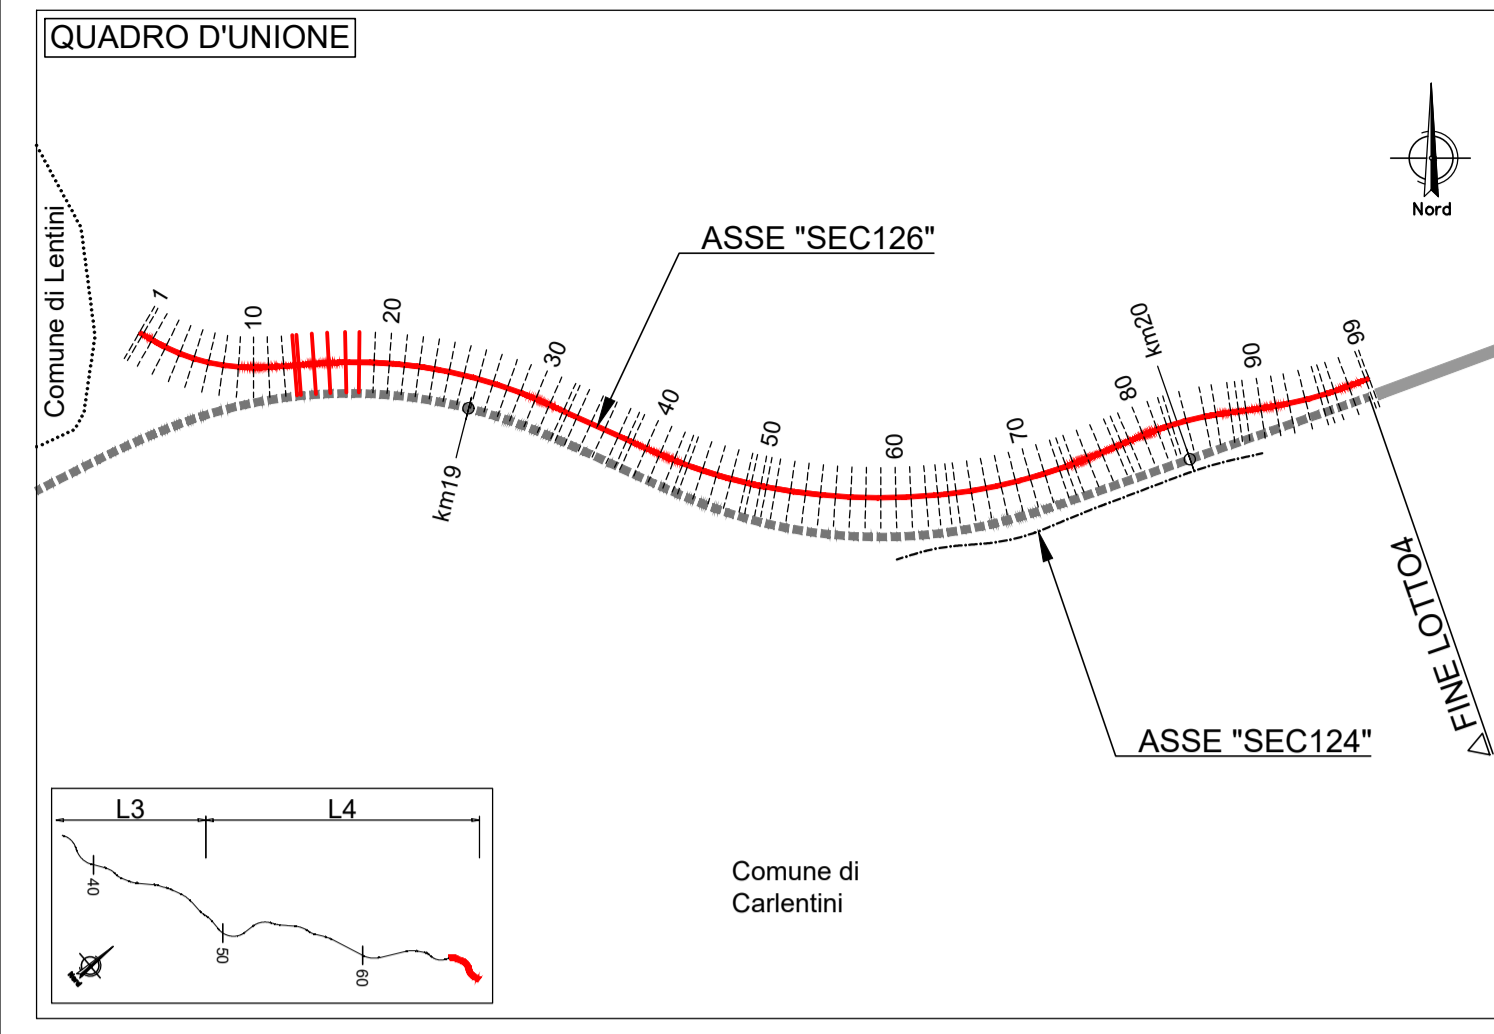 QUADRO D'UNIONE
Nord
Comune di Lentini
ASSE "SEC126"
1
10
20
30
40
50
60
70
80
90
99
km19
km20
FINE LOTTO4
ASSE "SEC124"
L3
L4
40
50
60
Comune di
Carlentini